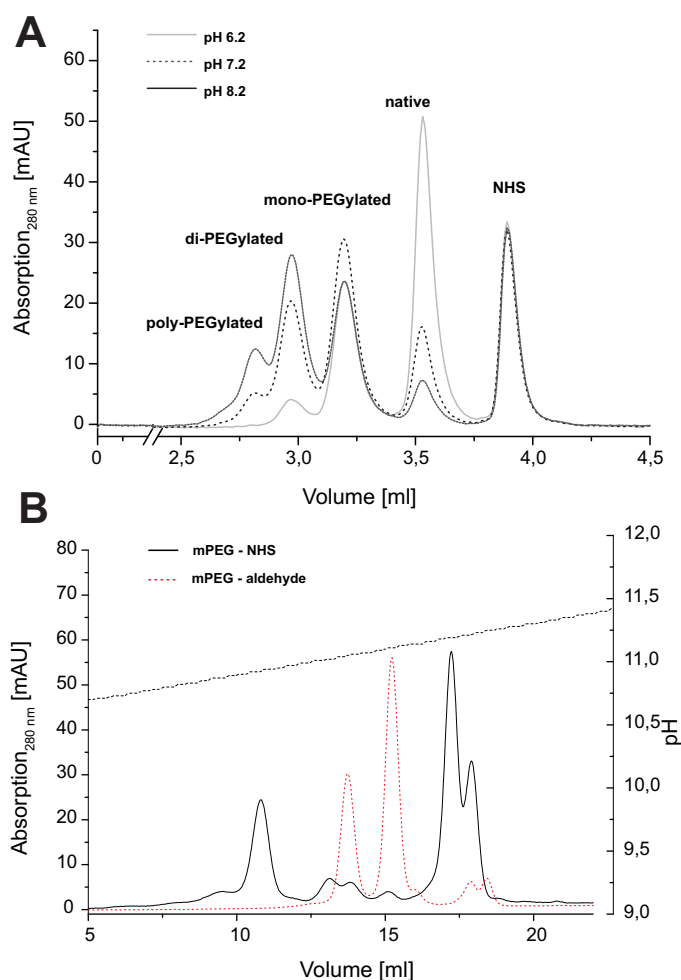 A
pH 6.2
pH 7.2
pH 8.2
native
NHS
mono-PEGylated
di-PEGylated
poly-PEGylated
Absorption280 nm [mAU]
60
50
40
30
20
10
0
0
2,5
3,0
3,5
4,0
4,5
Volume [ml]
B
mPEG - NHS
mPEG - aldehyde
Absorption280 nm [mAU]
80
70
60
50
40
30
20
10
0
12,0
11,5
11,0
10,5
10,0
9,5
9,0
pH
5
10
15
20
Volume [ml]